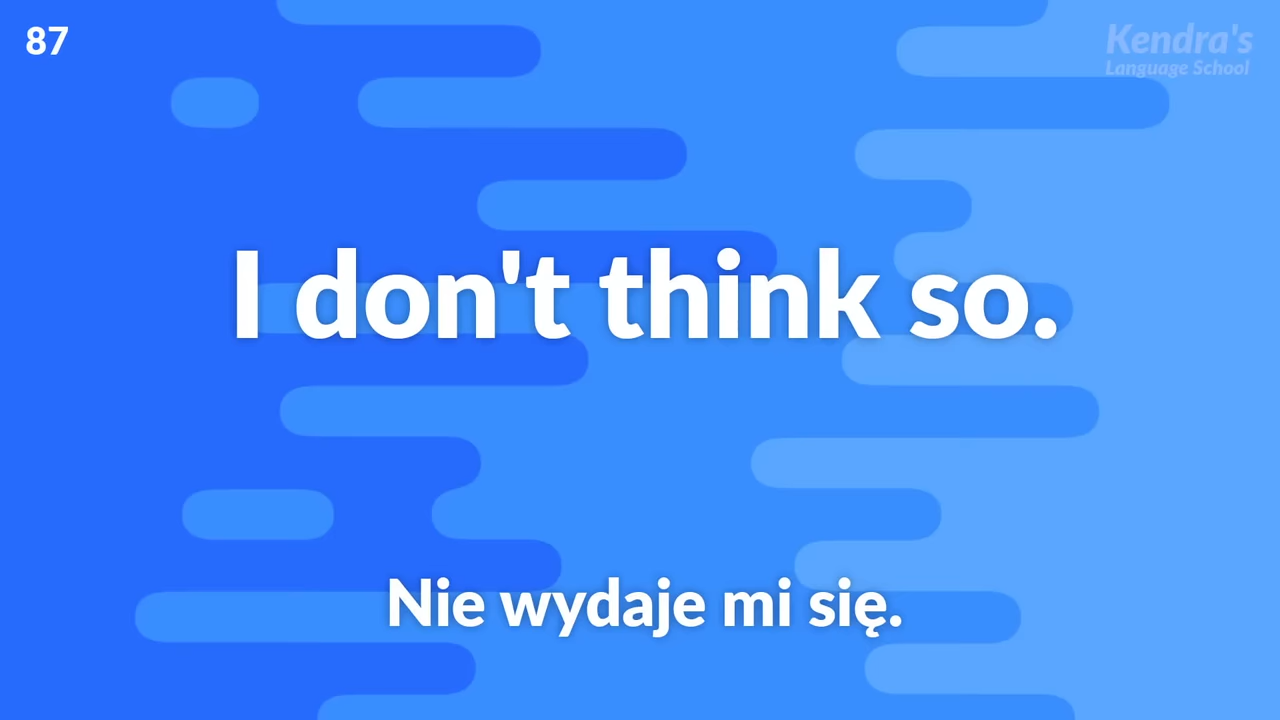 87
Kendra's
Language School
I don't think so.
Nie wydaje mi się.